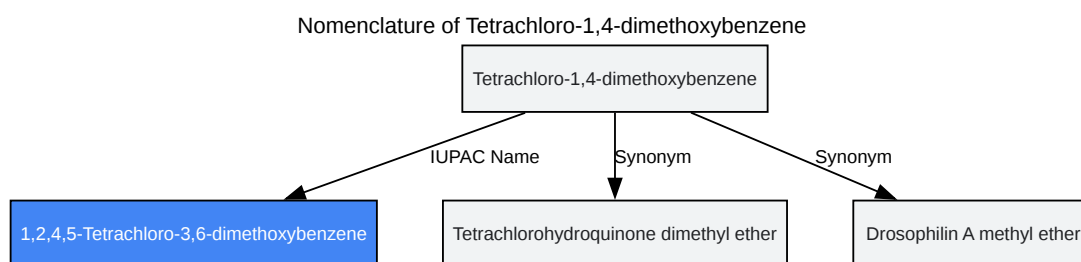 Nomenclature of Tetrachloro-1,4-dimethoxybenzene
Tetrachloro-1,4-dimethoxybenzene
IUPAC Name
Synonym
Synonym
1,2,4,5-Tetrachloro-3,6-dimethoxybenzene
Tetrachlorohydroquinone dimethyl ether
Drosophilin A methyl ether